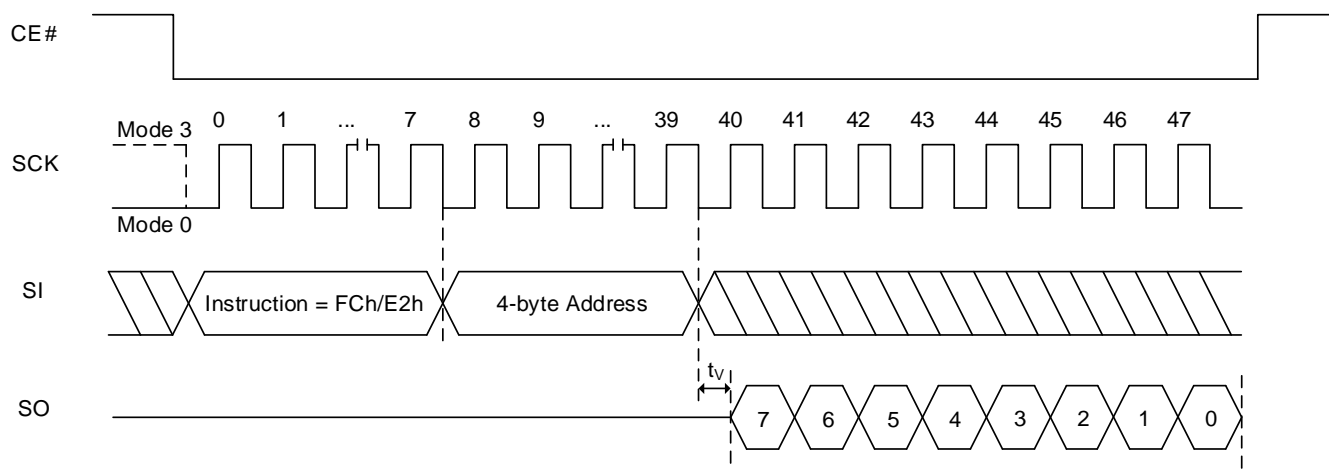 CE#
Mode 3
0 1 ... 7 8 9 ... 39 40 41 42 43 44 45 46 47
SCK
Mode 0
SI
Instruction = FCh/E2h
4-byte Address
tV
SO
7 6 5 4 3 2 1 0